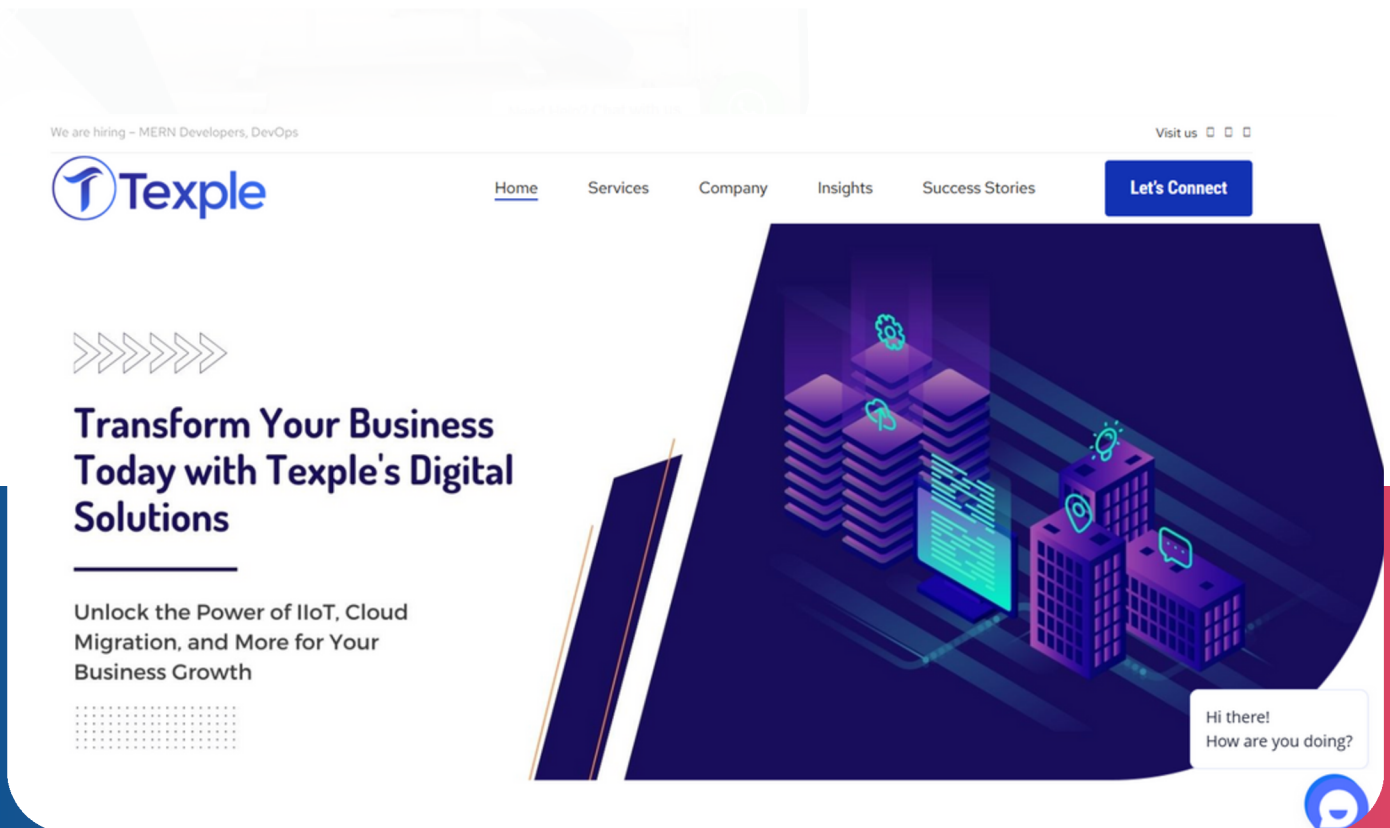 We are hiring – MERN Developers, DevOps
Visit us
Texple
Home
Services
Company
Insights
Success Stories
Let's Connect
Transform Your Business
Today with Texple's Digital
Solutions
Unlock the Power of IIoT, Cloud
Migration, and More for Your
Business Growth
Hi there!
How are you doing?